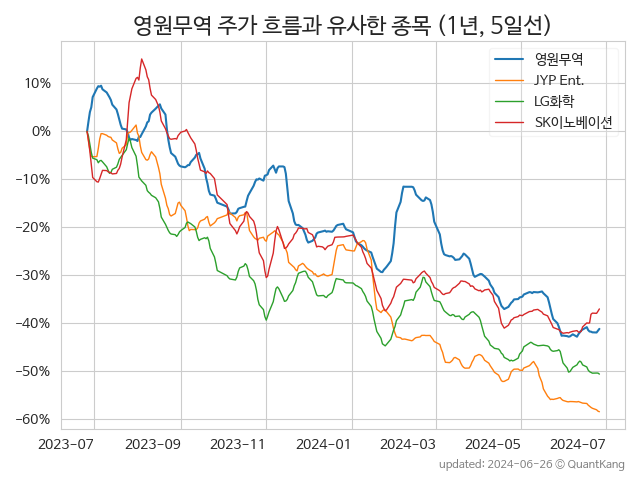 영원무역 주가 흐름과 유사한 종목 (1년, 5일선)
영원무역
JYP Ent.
LG화학
SK이노베이션
10%
0%
−10%
−20%
−30%
−40%
−50%
−60%
2023-07
2023-09
2023-11
2024-01
2024-03
2024-05
2024-07
updated: 2024-06-26 © QuantKang